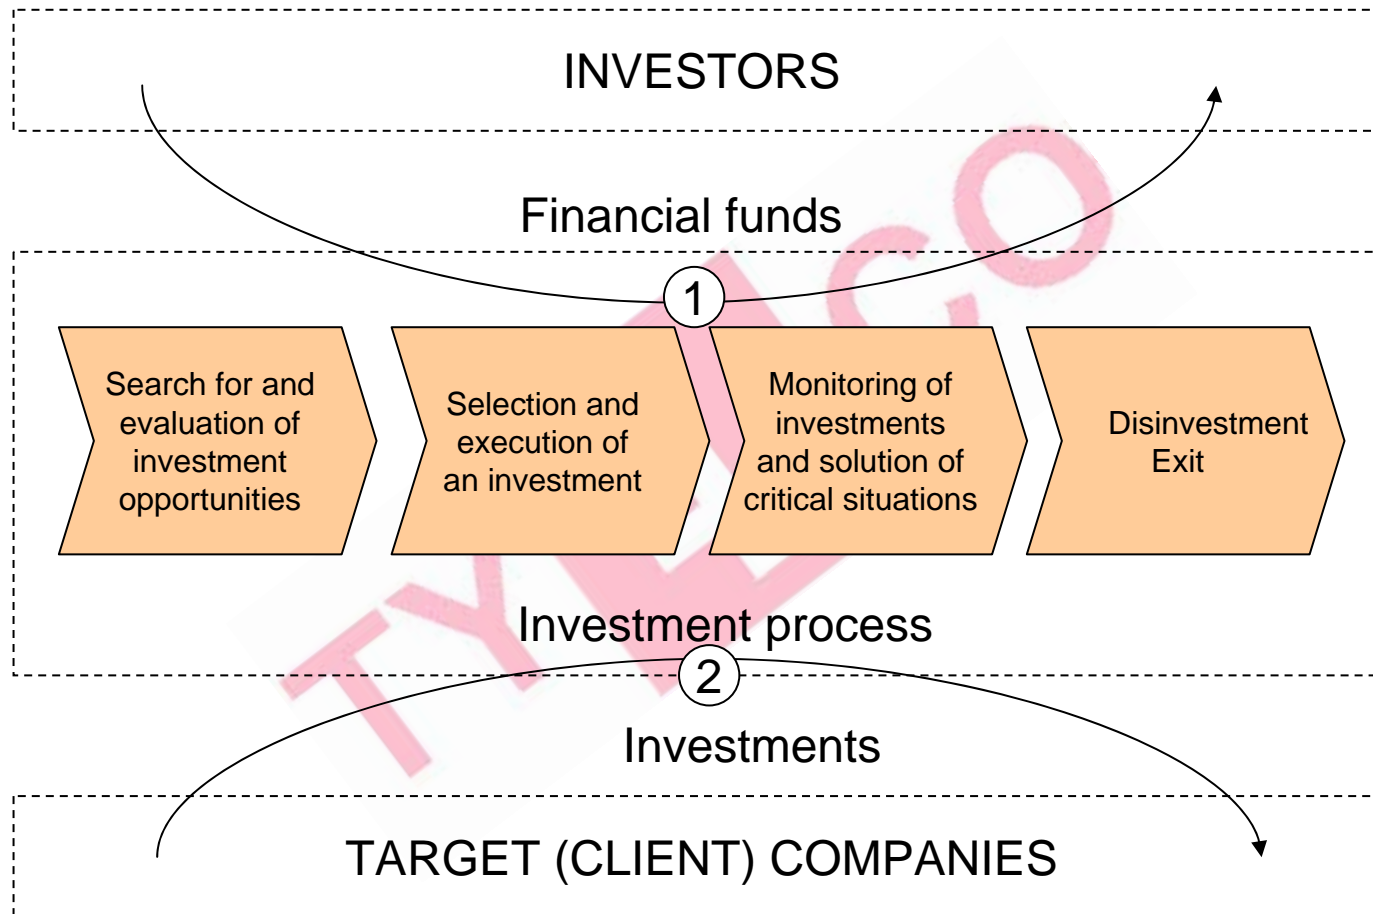 INVESTORS
Financial funds
1
Search for and
evaluation of
investment
opportunities
Selection and
execution of
an investment
Monitoring of
investments
and solution of
critical situations
Disinvestment
Exit
Investment process
2
Investments
TARGET (CLIENT) COMPANIES